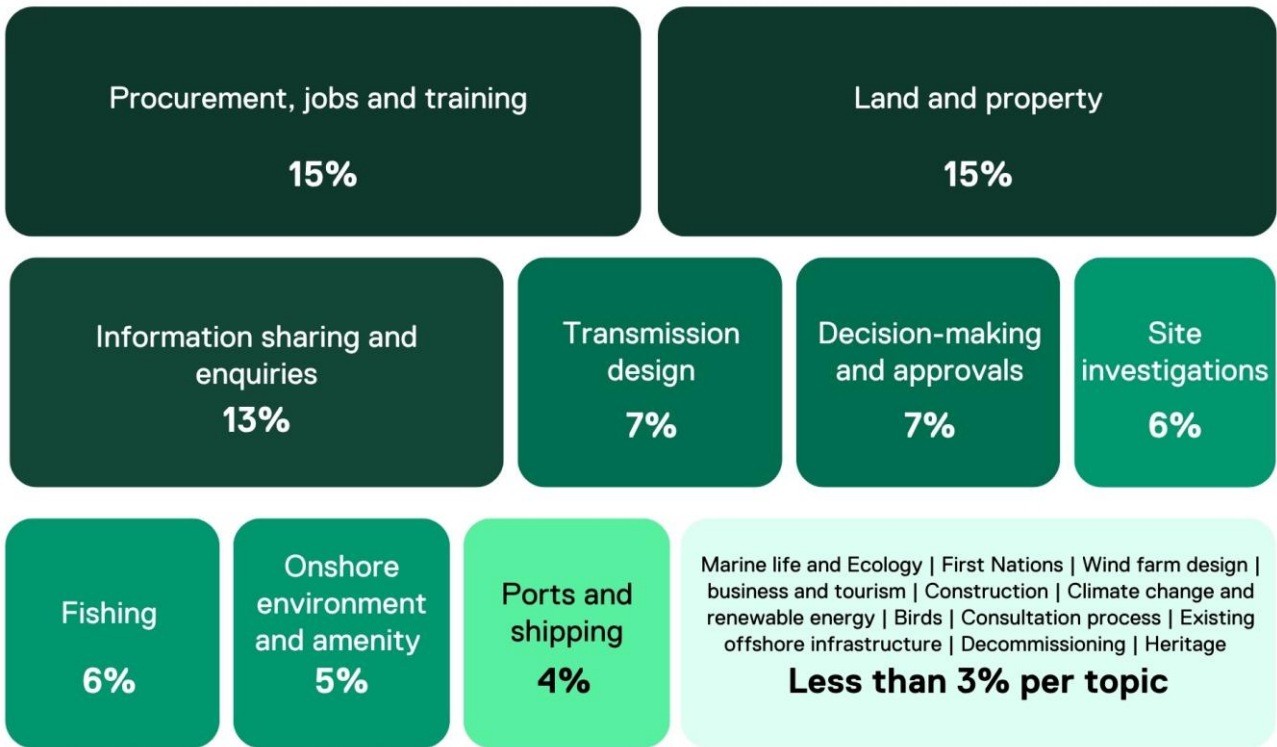 Procurement, jobs and training
15%
Land and property
15%
Information sharing and
enquiries
13%
Transmission
design
7%
Decision-making
and approvals
7%
Site
investigations
6%
Fishing
6%
Onshore
environment
and amenity
5%
Ports and
shipping
4%
Marine life and Ecology | First Nations | Wind farm design |
business and tourism | Construction | Climate change and
renewable energy | Birds | Consultation process | Existing
offshore infrastructure | Decommissioning | Heritage
Less than 3% per topic